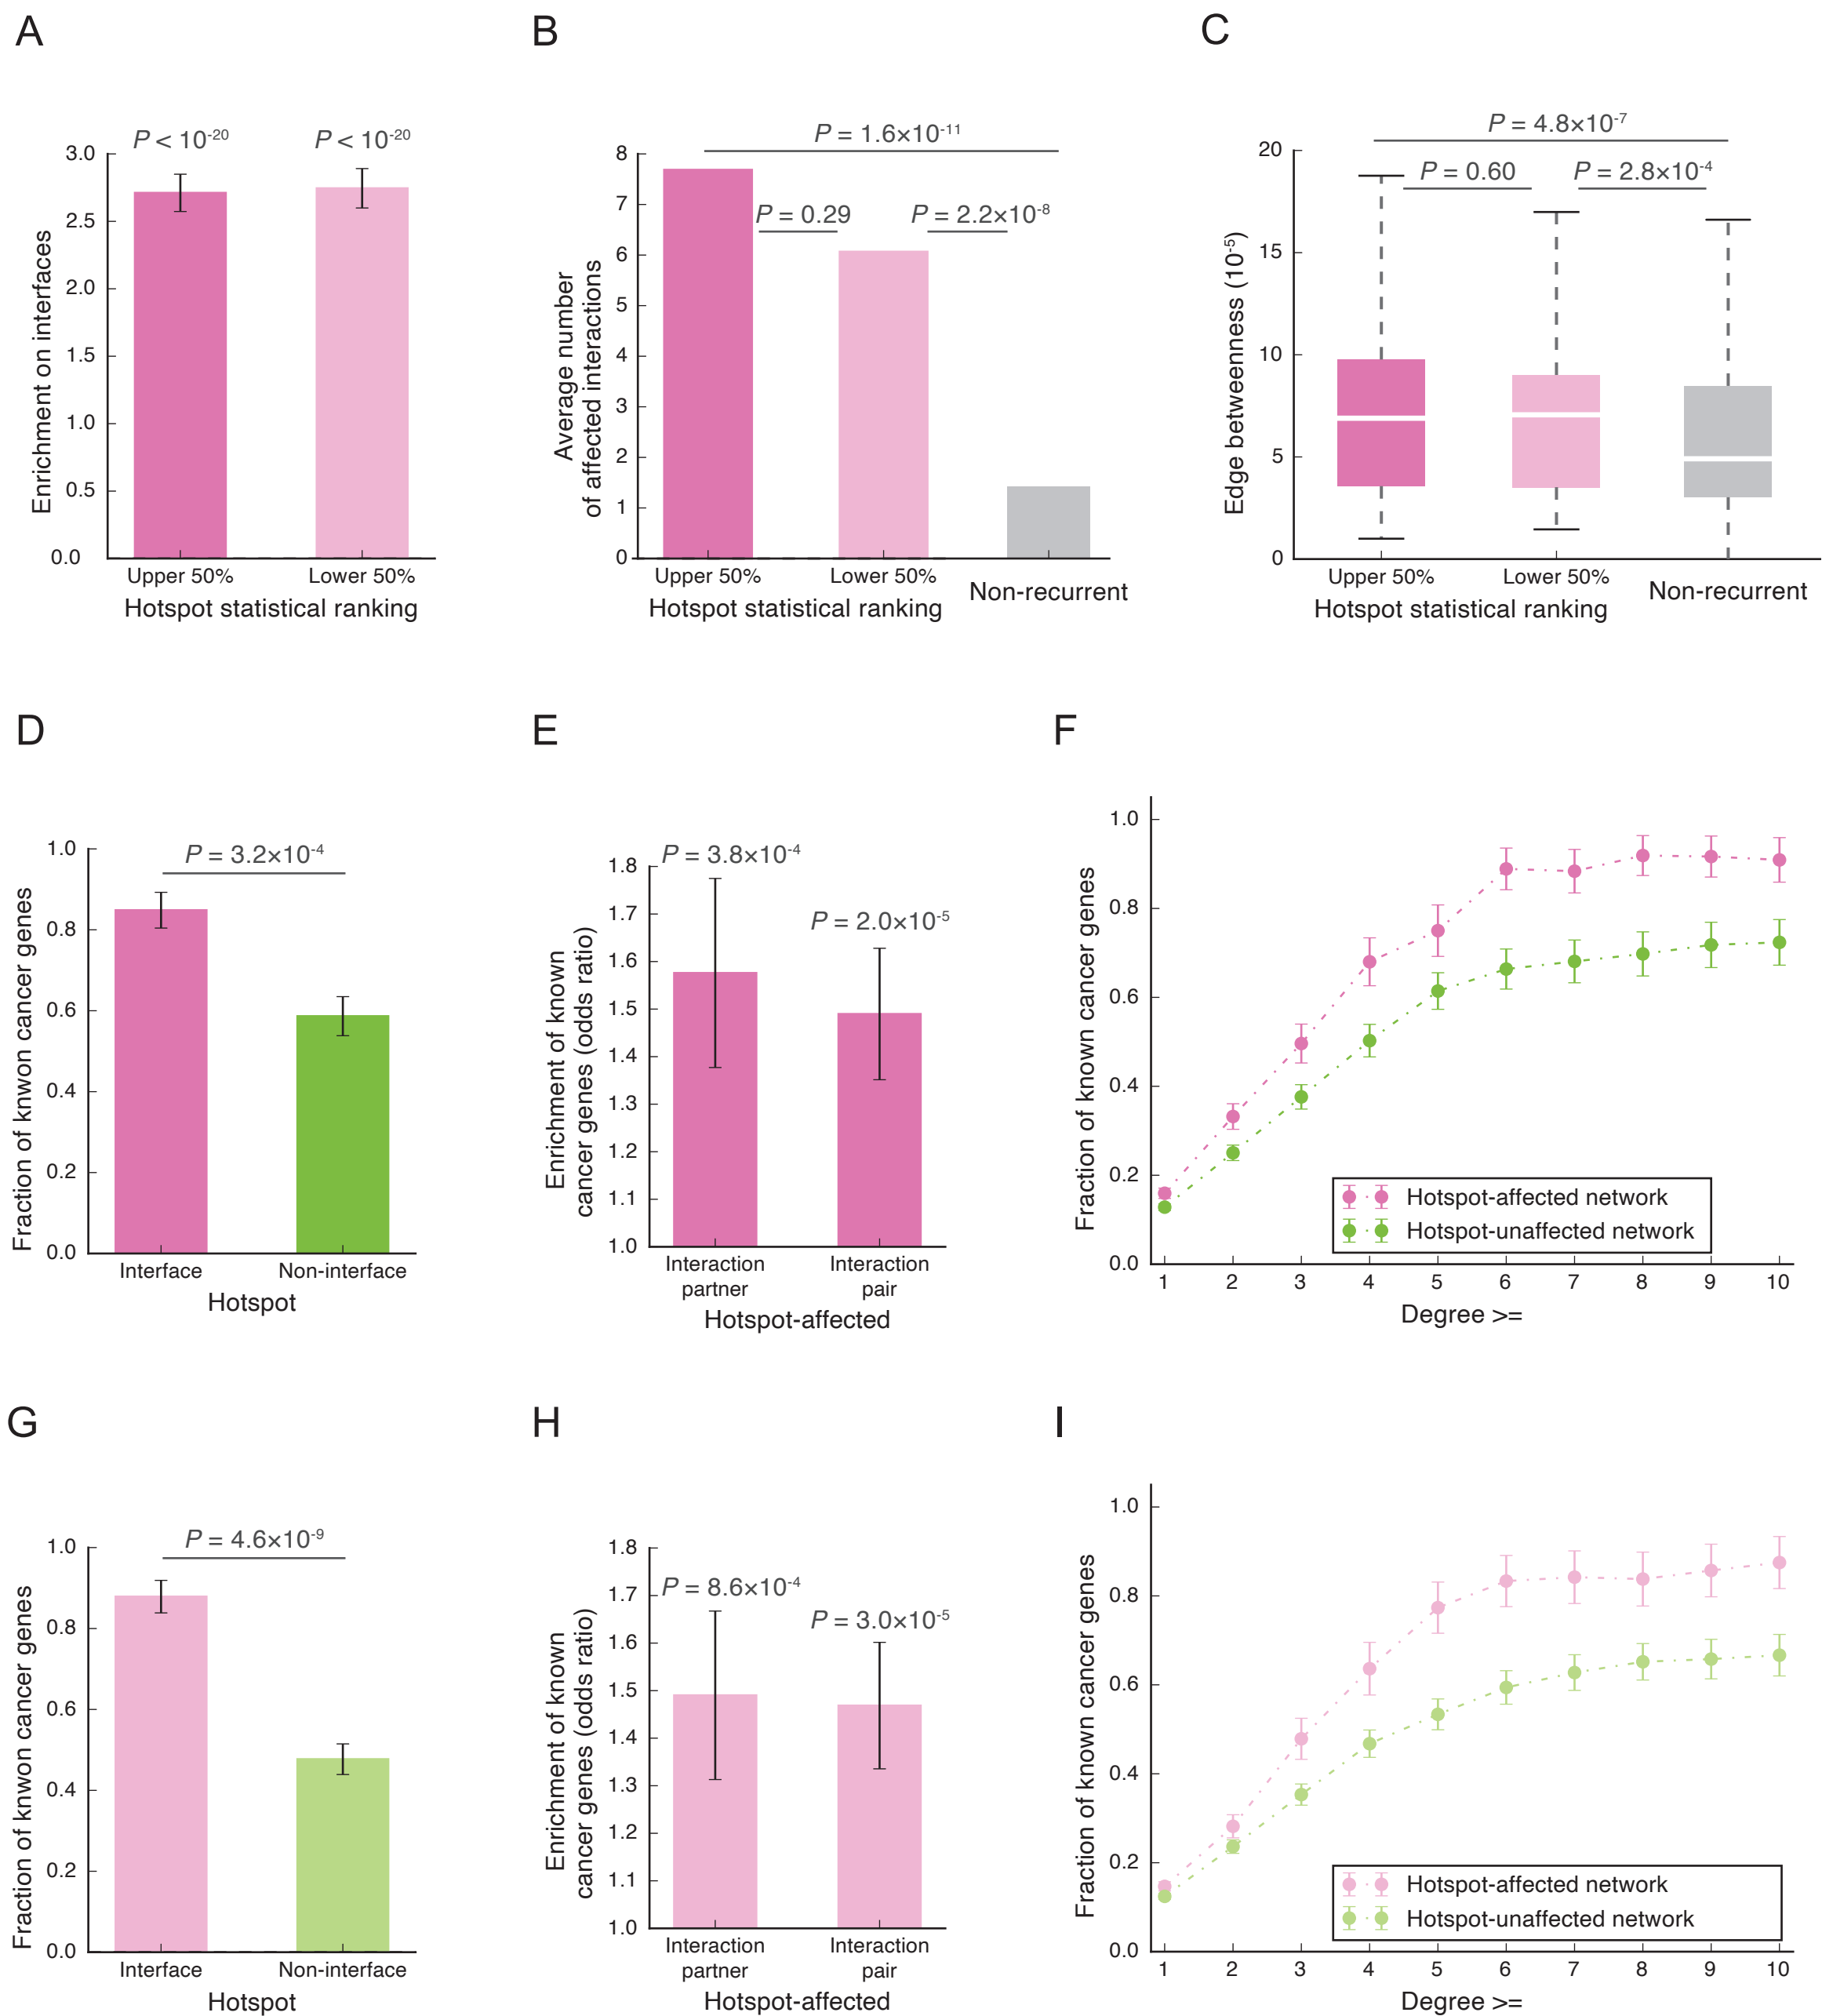 A
P < 10⁻²⁰
P < 10⁻²⁰
3.0
2.5
2.0
1.5
1.0
0.5
0.0
Enrichment on interfaces
Upper 50%
Lower 50%
Hotspot statistical ranking
B
P = 1.6×10⁻¹¹
P = 0.29
P = 2.2×10⁻⁸
8
7
6
5
4
3
2
1
0
Average number
of affected interactions
Upper 50%
Lower 50%
Hotspot statistical ranking
Non-recurrent
C
P = 4.8×10⁻⁷
P = 0.60
P = 2.8×10⁻⁴
20
15
10
5
0
Edge betweenness (10⁻⁵)
Upper 50%
Lower 50%
Hotspot statistical ranking
Non-recurrent
D
P = 3.2×10⁻⁴
1.0
0.8
0.6
0.4
0.2
0.0
Fraction of knwon cancer genes
Interface
Non-interface
Hotspot
E
P = 3.8×10⁻⁴
P = 2.0×10⁻⁵
1.8
1.7
1.6
1.5
1.4
1.3
1.2
1.1
1.0
Enrichment of known
cancer genes (odds ratio)
Interaction
partner
Interaction
pair
Hotspot-affected
F
1.0
0.8
0.6
0.4
0.2
0.0
Fraction of known cancer genes
Hotspot-affected network
Hotspot-unaffected network
1 2 3 4 5 6 7 8 9 10
Degree >=
G
P = 4.6×10⁻⁹
1.0
0.8
0.6
0.4
0.2
0.0
Fraction of knwon cancer genes
Interface
Non-interface
Hotspot
H
P = 8.6×10⁻⁴
P = 3.0×10⁻⁵
1.8
1.7
1.6
1.5
1.4
1.3
1.2
1.1
1.0
Enrichment of known
cancer genes (odds ratio)
Interaction
partner
Interaction
pair
Hotspot-affected
I
1.0
0.8
0.6
0.4
0.2
0.0
Fraction of known cancer genes
Hotspot-affected network
Hotspot-unaffected network
1 2 3 4 5 6 7 8 9 10
Degree >=